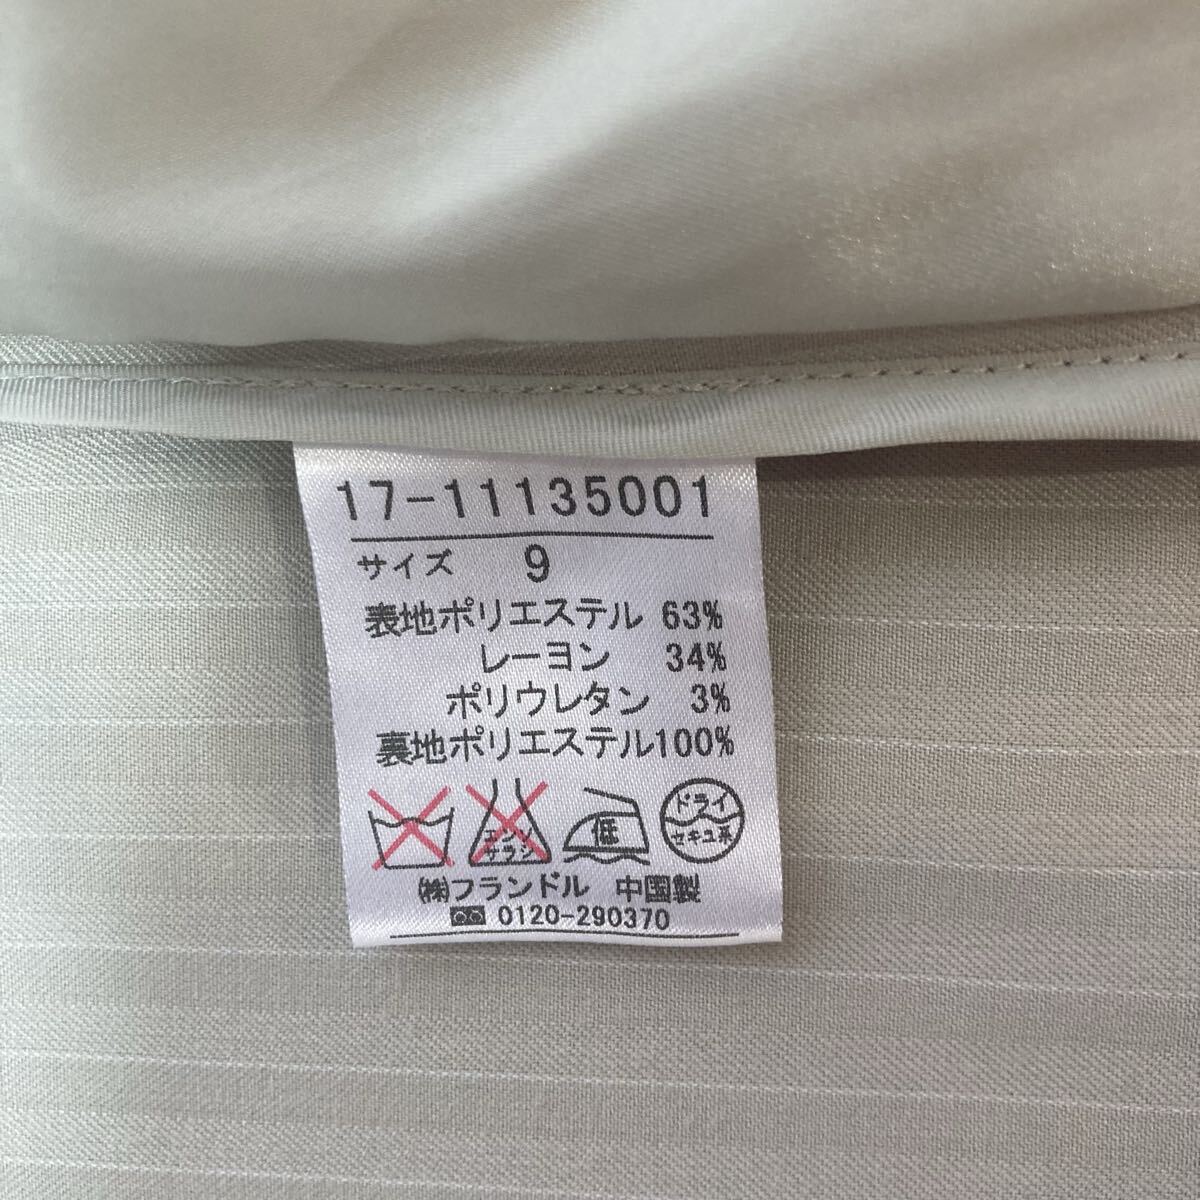 17-11135001
サイズ 9
表地ポリエステル 63%
レーヨン 34%
ポリウレタン 3%
裏地ポリエステル100%
エンソ サラシ 低 ドライ セキユ系
㈱フランドル 中国製
0120-290370